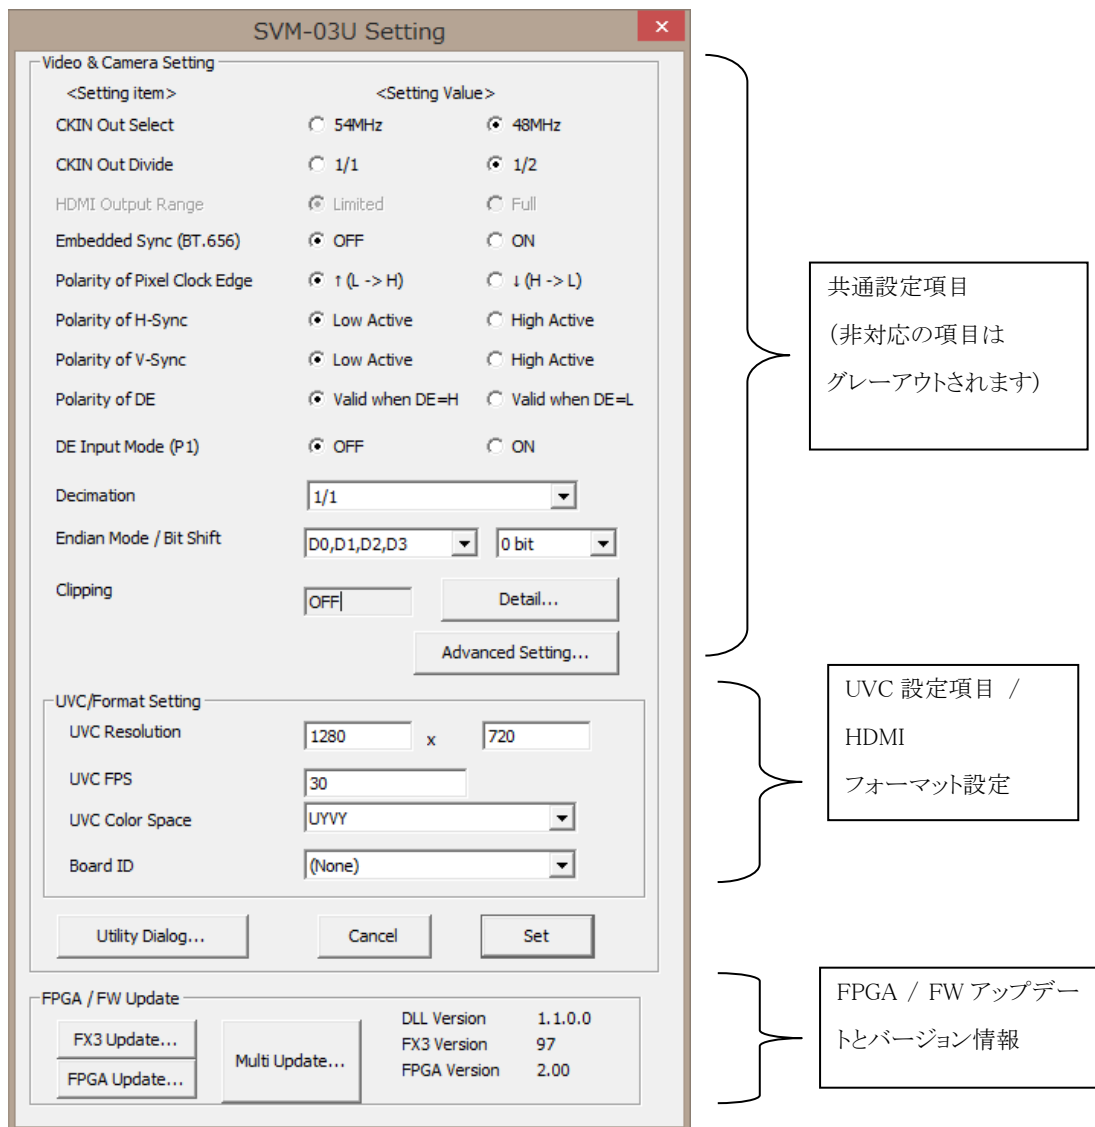 SVM-03U Setting
Video & Camera Setting
<Setting item> <Setting Value>
CKIN Out Select 54MHz 48MHz
CKIN Out Divide 1/1 1/2
HDMI Output Range Limited Full
Embedded Sync (BT.656) OFF ON
Polarity of Pixel Clock Edge ↑(L -> H) ↓(H -> L)
Polarity of H-Sync Low Active High Active
Polarity of V-Sync Low Active High Active
Polarity of DE Valid when DE=H Valid when DE=L
DE Input Mode (P1) OFF ON
Decimation 1/1
Endian Mode / Bit Shift D0,D1,D2,D3 0 bit
Clipping OFF Detail...
Advanced Setting...
UVC/Format Setting
UVC Resolution 1280 x 720
UVC FPS 30
UVC Color Space UYVY
Board ID (None)
Utility Dialog... Cancel Set
FPGA / FW Update
FX3 Update...
FPGA Update...
Multi Update...
DLL Version 1.1.0.0
FX3 Version 97
FPGA Version 2.00
共通設定項目
(非対応の項目は
グレーアウトされます)
UVC 設定項目 /
HDMI
フォーマット設定
FPGA / FW アップデー
トとバージョン情報